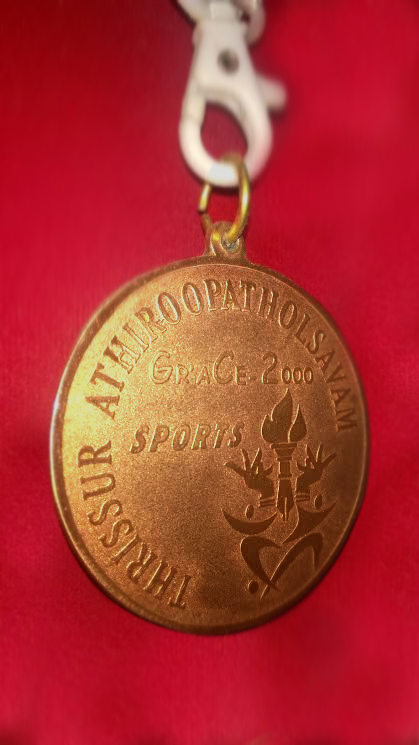 THRISSUR ATHIROOPATHOLSAVAM
GRACE-2000
SPORTS